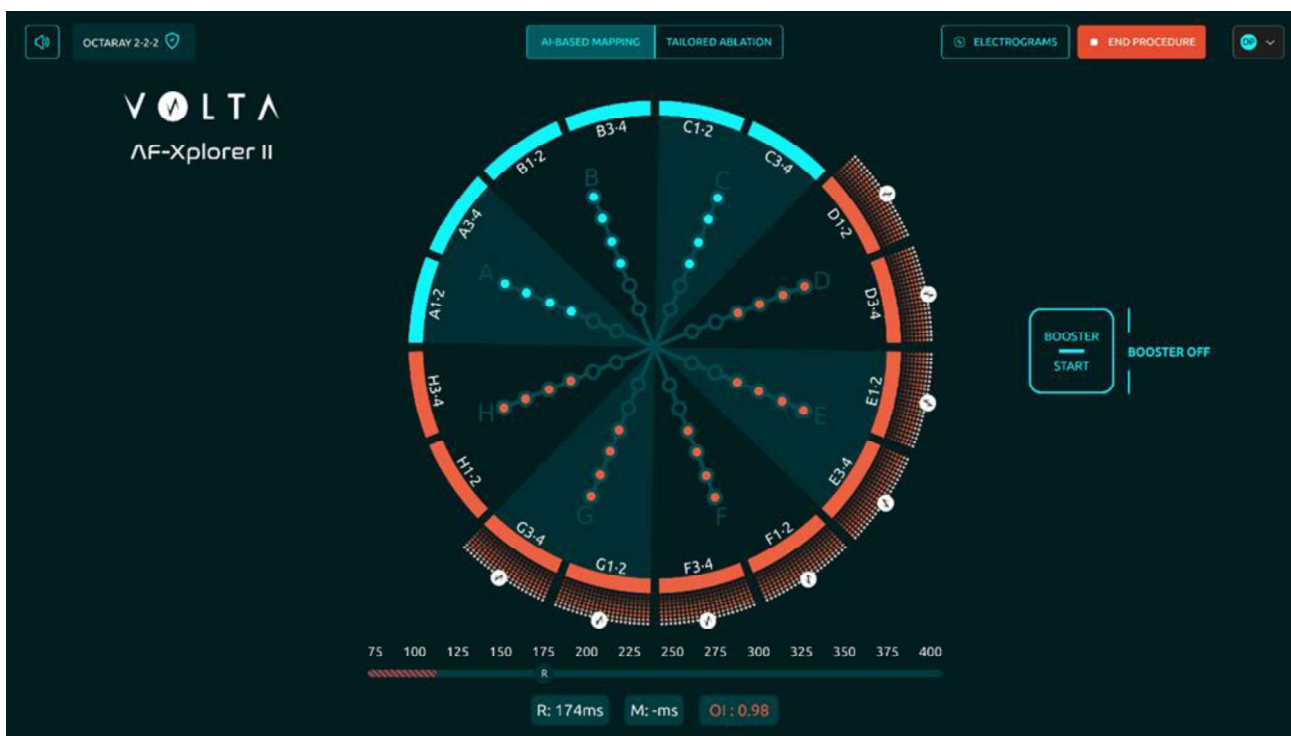 OCTARAY 2-2-2
AI-BASED MAPPING
TAILORED ABLATION
ELECTROGRAMS
END PROCEDURE
OP
VOLTA
AF-Xplorer II
B3-4
C1-2
B1-2
C3-4
A3-4
D1-2
A1-2
D3-4
H3-4
E1-2
H1-2
E3-4
G3-4
F1-2
G1-2
F3-4
B
C
A
D
H
E
G
F
BOOSTER
START
BOOSTER OFF
75 100 125 150 175 200 225 250 275 300 325 350 375 400
R
R: 174ms M: -ms OI : 0.98